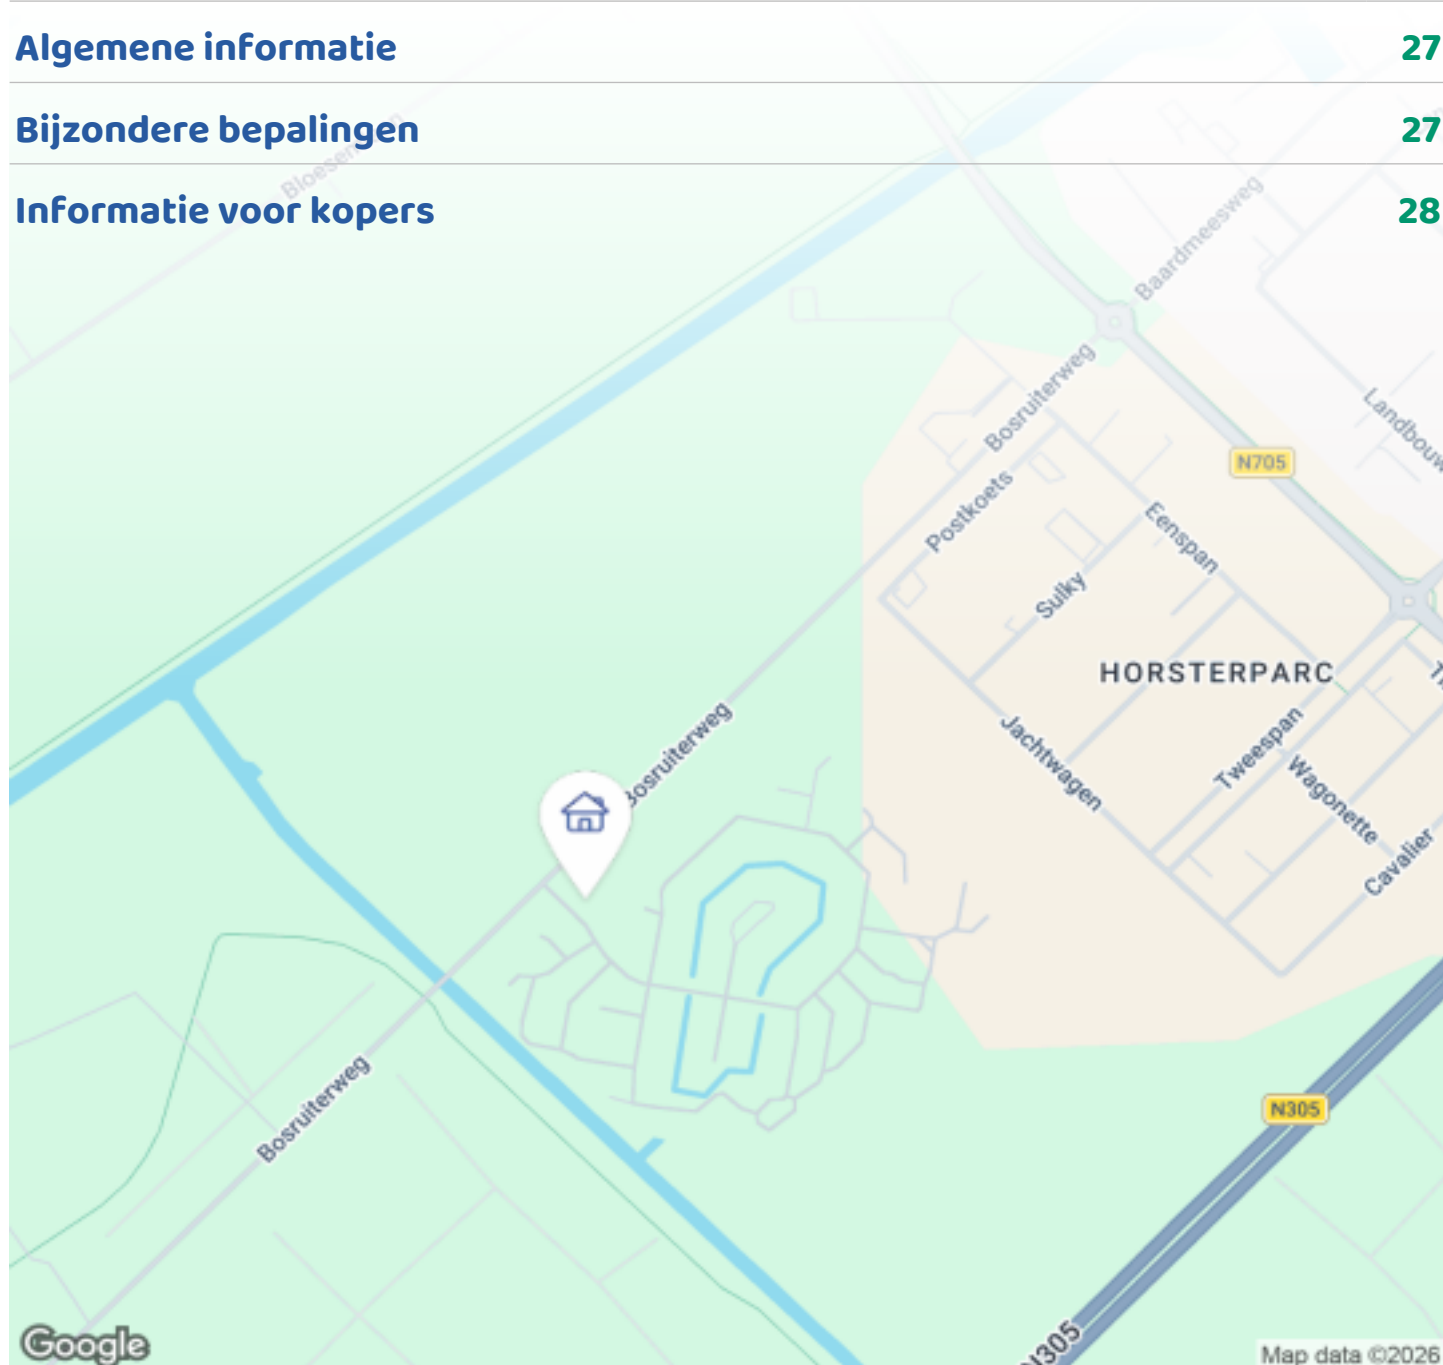 Algemene informatie 27
Bijzondere bepalingen 27
Informatie voor kopers 28
Baardmeesweg
Bosruiterweg
N705
Postkoets
Eenspan
Sulky
HORSTERPARC
Bosruiterweg
Jachtwagen
Tweespan
Wagonette
Cavalier
Bosruiterweg
N305
N305
Google
Map data ©2026